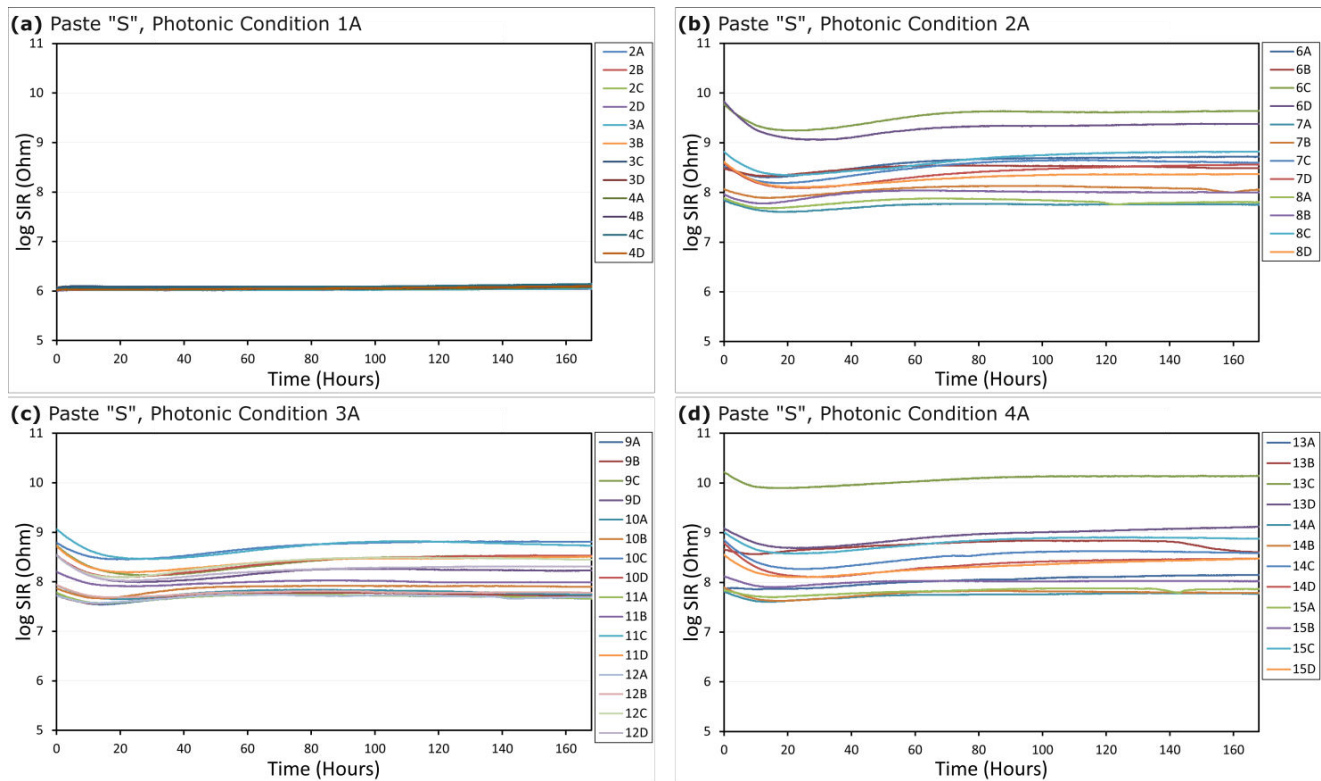 (a) Paste "S", Photonic Condition 1A
11
10
9
8
7
6
5
log SIR (Ohm)
0 20 40 60 80 100 120 140 160
Time (Hours)
2A
2B
2C
2D
3A
3B
3C
3D
4A
4B
4C
4D
(b) Paste "S", Photonic Condition 2A
11
10
9
8
7
6
5
log SIR (Ohm)
0 20 40 60 80 100 120 140 160
Time (Hours)
6A
6B
6C
6D
7A
7B
7C
7D
8A
8B
8C
8D
(c) Paste "S", Photonic Condition 3A
11
10
9
8
7
6
5
log SIR (Ohm)
0 20 40 60 80 100 120 140 160
Time (Hours)
9A
9B
9C
9D
10A
10B
10C
10D
11A
11B
11C
11D
12A
12B
12C
12D
(d) Paste "S", Photonic Condition 4A
11
10
9
8
7
6
5
log SIR (Ohm)
0 20 40 60 80 100 120 140 160
Time (Hours)
13A
13B
13C
13D
14A
14B
14C
14D
15A
15B
15C
15D